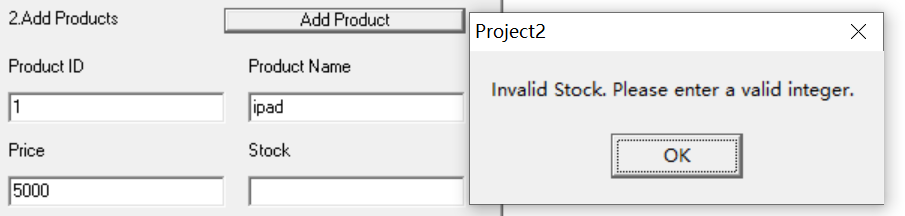 2.Add Products
Add Product
Product ID
Product Name
1
ipad
Price
Stock
5000
Project2
Invalid Stock. Please enter a valid integer.
OK